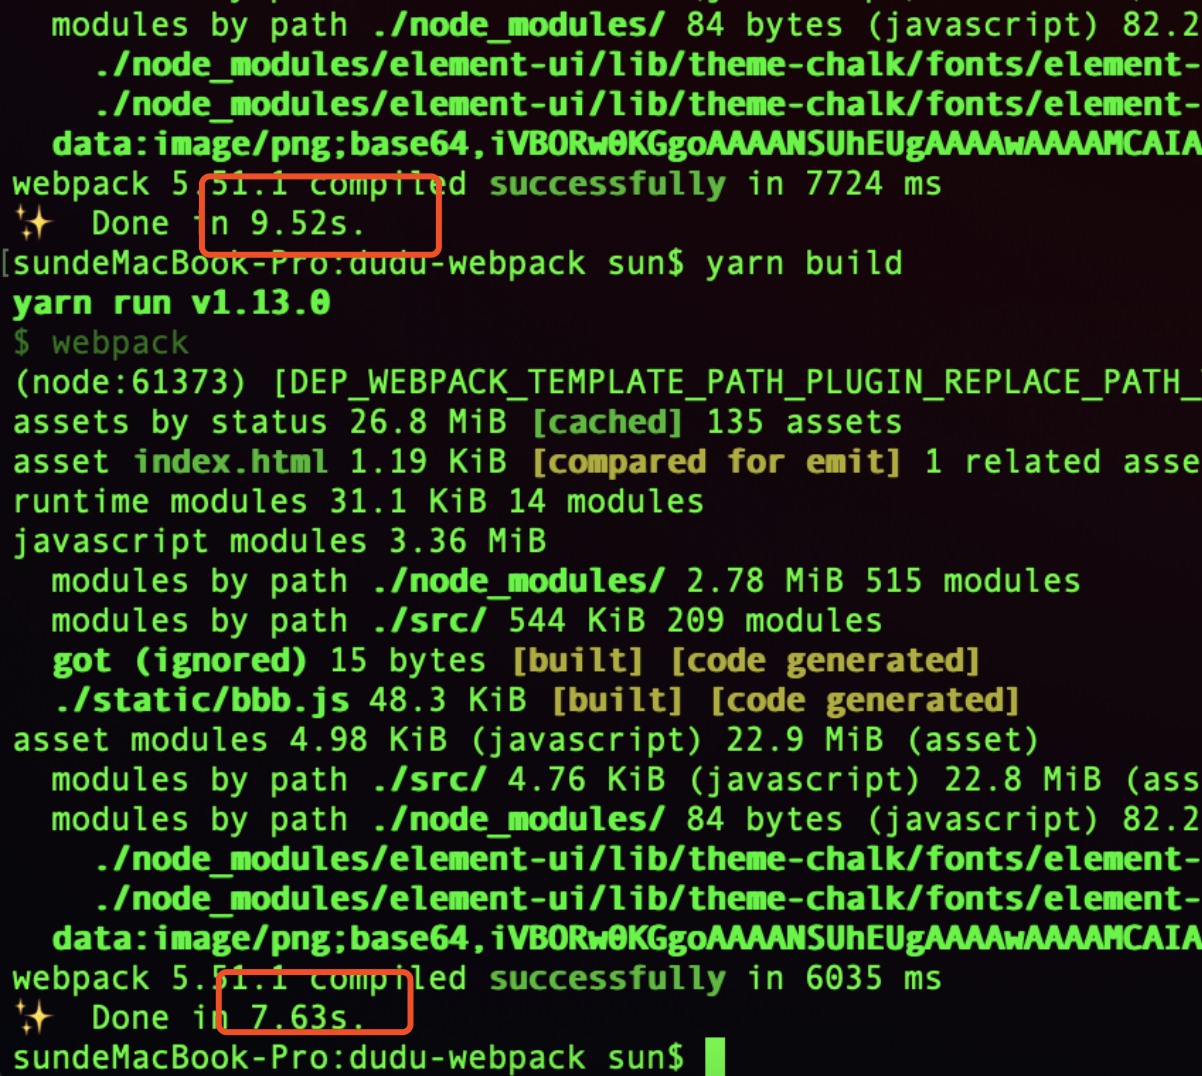 modules by path ./node_modules/ 84 bytes (javascript) 82.2
./node_modules/element-ui/lib/theme-chalk/fonts/element-
./node_modules/element-ui/lib/theme-chalk/fonts/element-
data:image/png;base64,iVBORw0KGgoAAAANSUhEUgAAAAwAAAAMCAIA
webpack 5.51.1 compiled successfully in 7724 ms
✨ Done in 9.52s.
[sundeMacBook-Pro:dudu-webpack sun$ yarn build
yarn run v1.13.0
$ webpack
(node:61373) [DEP_WEBPACK_TEMPLATE_PATH_PLUGIN_REPLACE_PATH_
assets by status 26.8 MiB [cached] 135 assets
asset index.html 1.19 KiB [compared for emit] 1 related asse
runtime modules 31.1 KiB 14 modules
javascript modules 3.36 MiB
modules by path ./node_modules/ 2.78 MiB 515 modules
modules by path ./src/ 544 KiB 209 modules
got (ignored) 15 bytes [built] [code generated]
./static/bbb.js 48.3 KiB [built] [code generated]
asset modules 4.98 KiB (javascript) 22.9 MiB (asset)
modules by path ./src/ 4.76 KiB (javascript) 22.8 MiB (ass
modules by path ./node_modules/ 84 bytes (javascript) 82.2
./node_modules/element-ui/lib/theme-chalk/fonts/element-
./node_modules/element-ui/lib/theme-chalk/fonts/element-
data:image/png;base64,iVBORw0KGgoAAAANSUhEUgAAAAwAAAAMCAIA
webpack 5.51.1 compiled successfully in 6035 ms
✨ Done in 7.63s.
sundeMacBook-Pro:dudu-webpack sun$